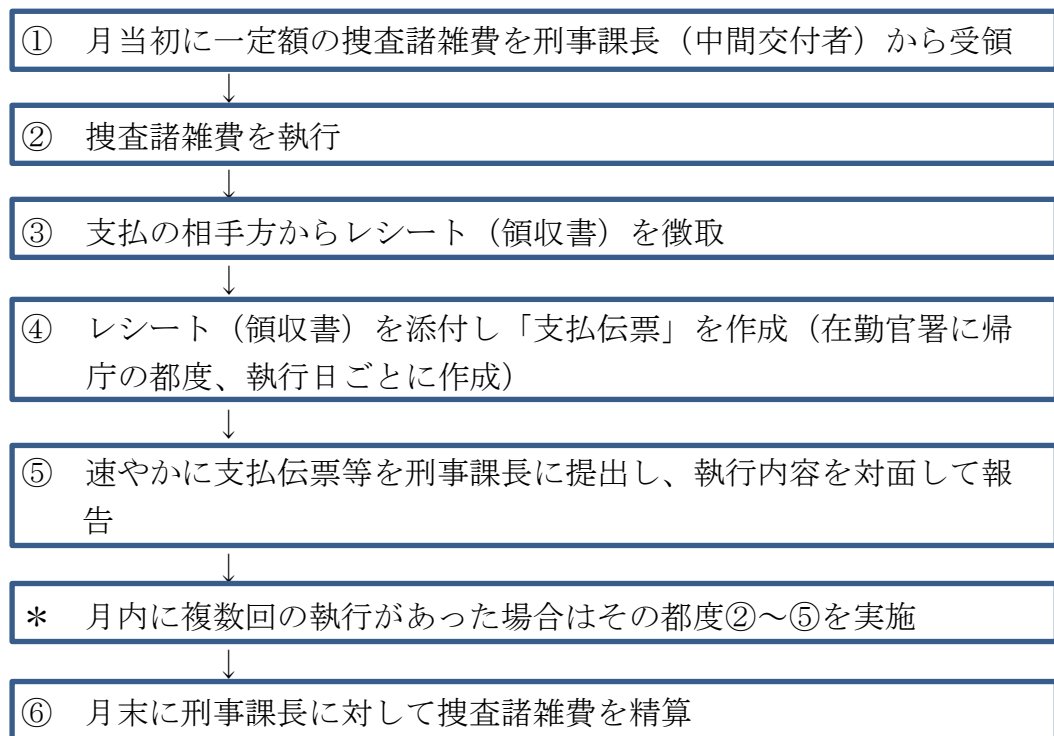 ① 月当初に一定額の捜査諸雑費を刑事課長（中間交付者）から受領
↓
② 捜査諸雑費を執行
↓
③ 支払の相手方からレシート（領収書）を徴取
↓
④ レシート（領収書）を添付し「支払伝票」を作成（在勤官署に帰
庁の都度、執行日ごとに作成）
↓
⑤ 速やかに支払伝票等を刑事課長に提出し、執行内容を対面して報
告
↓
＊ 月内に複数回の執行があった場合はその都度②～⑤を実施
↓
⑥ 月末に刑事課長に対して捜査諸雑費を精算